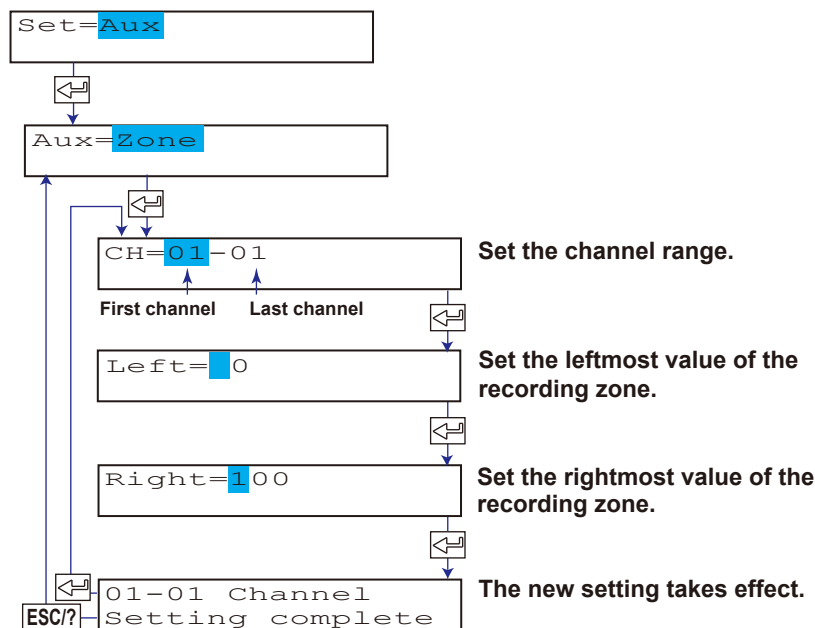 Set=Aux
Aux=Zone
CH=01-01
Set the channel range.
First channel
Last channel
Left= 0
Set the leftmost value of the
recording zone.
Right=100
Set the rightmost value of the
recording zone.
01-01 Channel
Setting complete
The new setting takes effect.
ESC/?